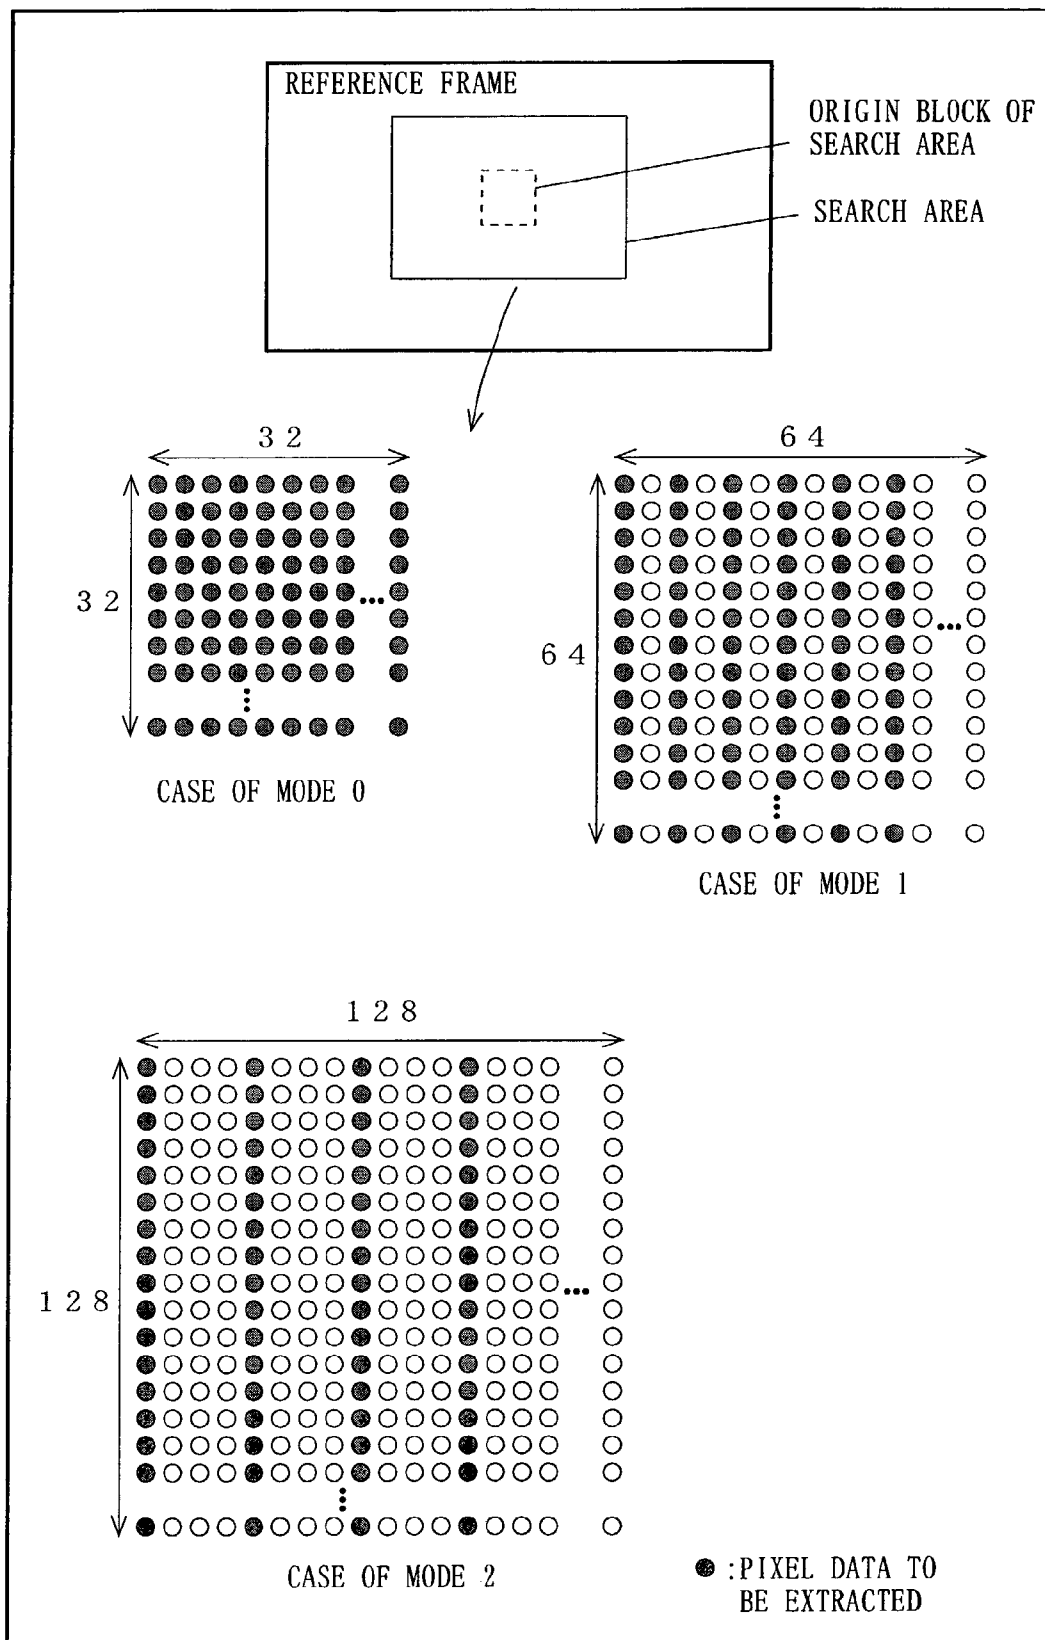 REFERENCE FRAME
ORIGIN BLOCK OF
SEARCH AREA
SEARCH AREA
32
32
CASE OF MODE 0
64
64
CASE OF MODE 1
128
128
CASE OF MODE 2
:PIXEL DATA TO
BE EXTRACTED